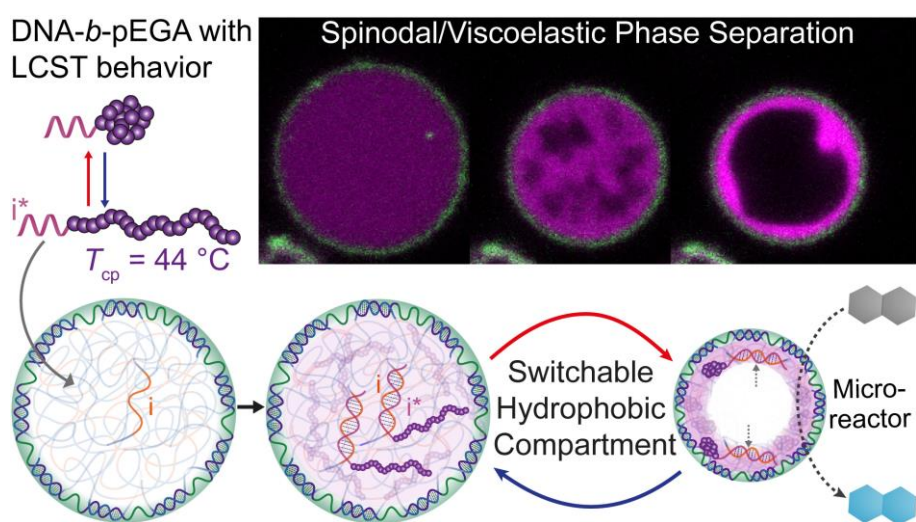 DNA-b-pEGA with
LCST behavior
Spinodal/Viscoelastic Phase Separation
i*
Tcp = 44 °C
i
i
i*
Switchable
Hydrophobic
Compartment
Micro-
reactor